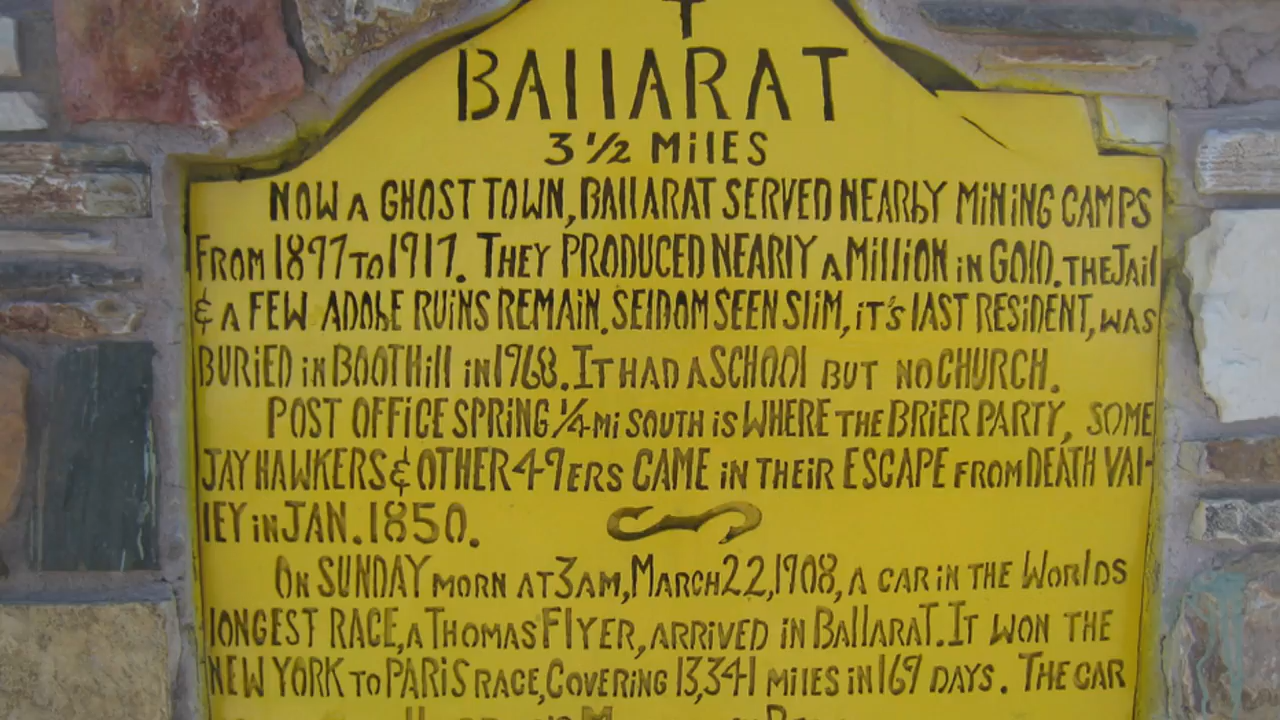 BAllARAT
3 1/2 MilES
NOW A GHOST TOWN, BAllARAT SERVED NEARbY MiNiNG CAMPS
FROM 1897 To 1917. THEY PRODUCED NEARlY A MilliON iN GOlD. THE JAil
& A FEW ADObE RUiNS REMAIN. SElDOM SEEN SliM, iT'S lAST RESiDENT, WAS
BURiED iN BOOTHill iN 1968. IT HAD A SCHOOl BUT NO CHURCH.
POST OFFiCE SPRiNG 1/4 Mi SOUTH iS WHERE THE BRiER PARTY, SOME
JAYHAWKERS & OTHER 49ERS CAME iN THEiR ESCAPE FROM DEATH VAl-
lEY iN JAN. 1850.
ON SUNDAY MORN AT 3AM, MARCH 22, 1908, A CAR iN THE WORlDS
lONGEST RACE, A THOMAS FlYER, ARRiVED iN BAllARAT. IT WON THE
NEW YORK To PARiS RACE, COVERiNG 13,341 MilES iN 169 DAYS. THE CAR